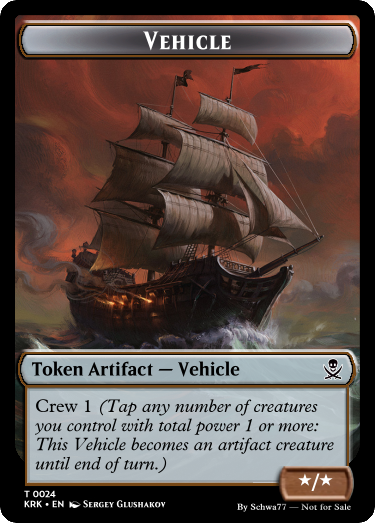 Vehicle
Token Artifact — Vehicle
Crew 1 (Tap any number of creatures
you control with total power 1 or more:
This Vehicle becomes an artifact creature
until end of turn.)
*/*
T 0024
KRK • EN Sergey Glushakov
By Schwa77 — Not for Sale